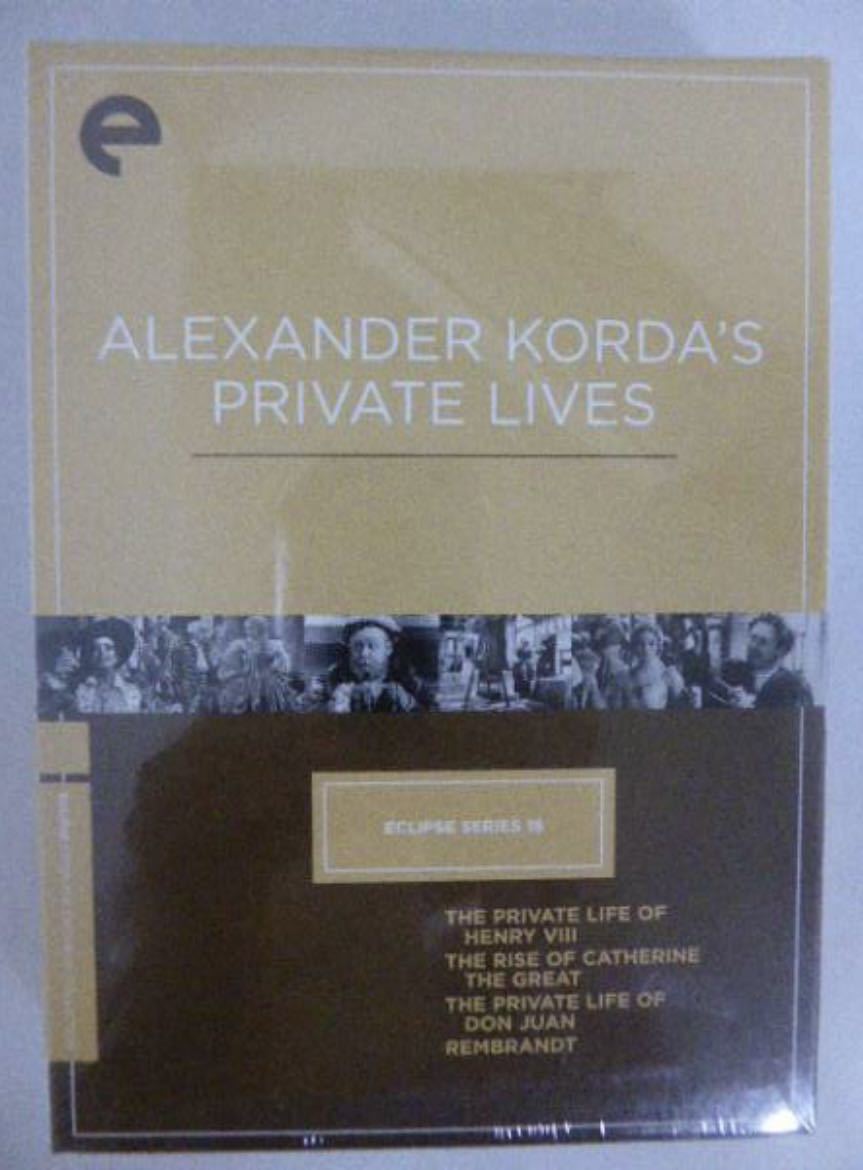 e
ALEXANDER KORDA'S
PRIVATE LIVES
ECLIPSE SERIES 16
THE PRIVATE LIFE OF
HENRY VIII
THE RISE OF CATHERINE
THE GREAT
THE PRIVATE LIFE OF
DON JUAN
REMBRANDT